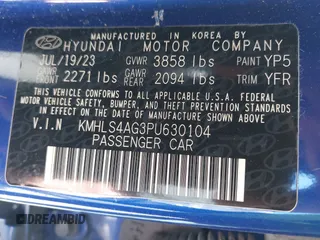 MANUFACTURED IN KOREA BY
HYUNDAI MOTOR COMPANY
JUL/19/23 GVWR 3858 lbs PAINT YP5
GAWR FRT 2271 lbs GAWR RR 2094 lbs TRIM YFR
THIS VEHICLE CONFORMS TO ALL APPLICABLE U.S. FEDERAL MOTOR VEHICLE
SAFETY, BUMPER, AND THEFT PREVENTION STANDARDS IN EFFECT
ON THE DATE OF MANUFACTURE SHOWN ABOVE.
V.I.N KMHLS4AG3PU630104
PASSENGER CAR
DREAMBID